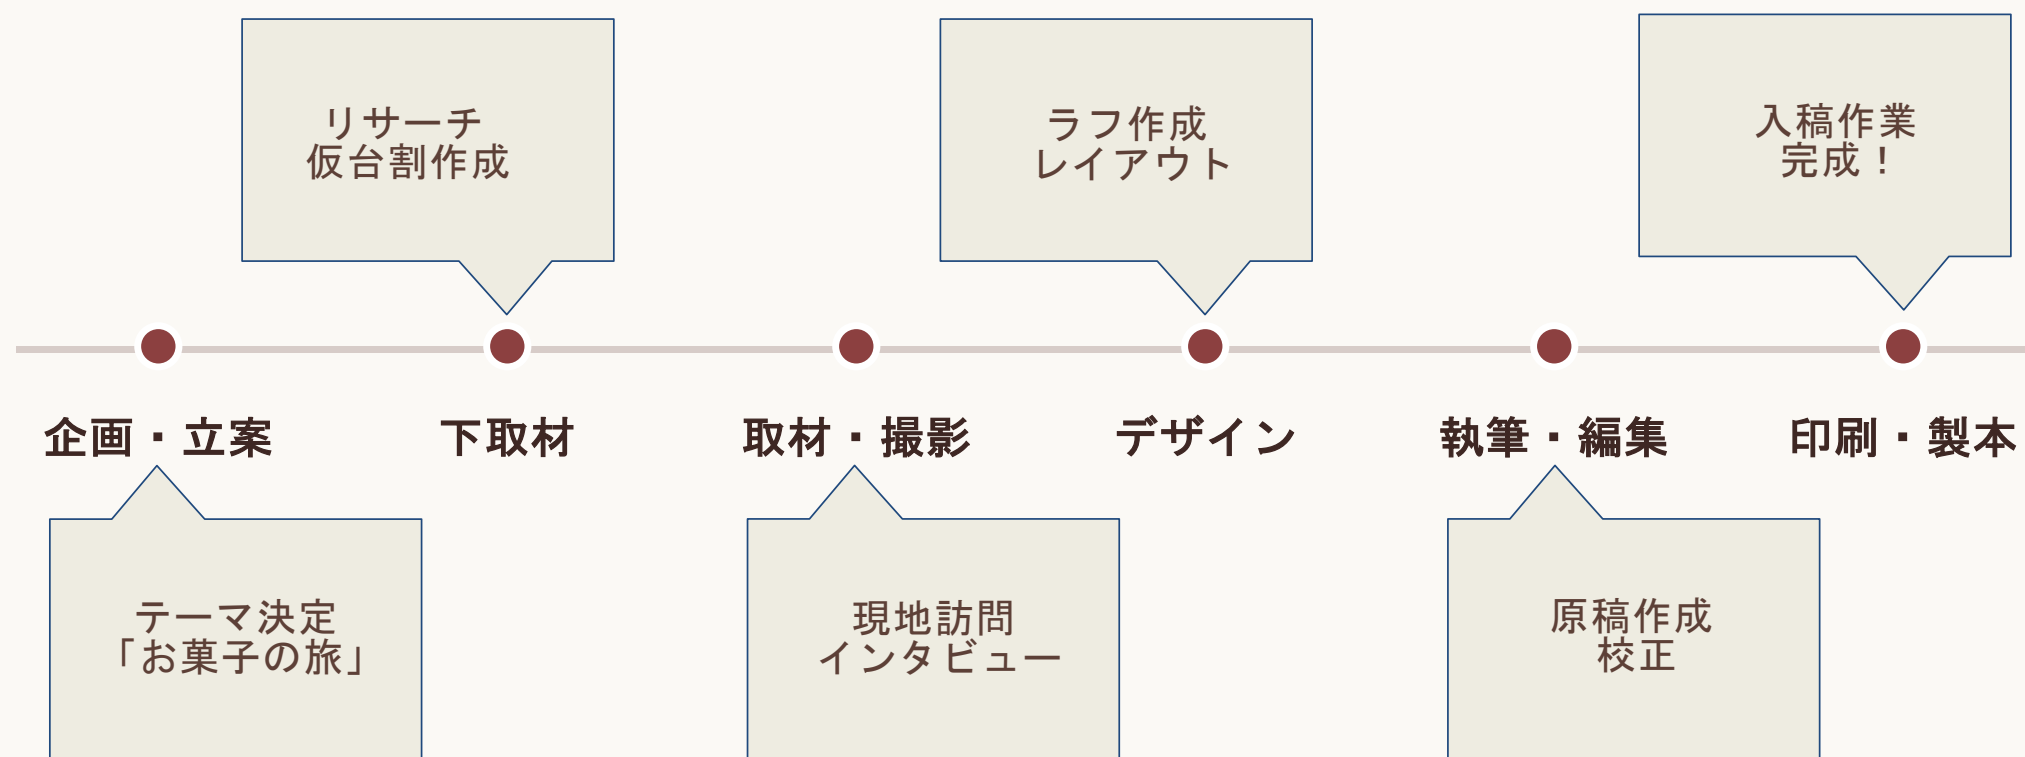 リサーチ
仮台割作成
ラフ作成
レイアウト
入稿作業
完成！
企画・立案
下取材
取材・撮影
デザイン
執筆・編集
印刷・製本
テーマ決定
「お菓子の旅」
現地訪問
インタビュー
原稿作成
校正